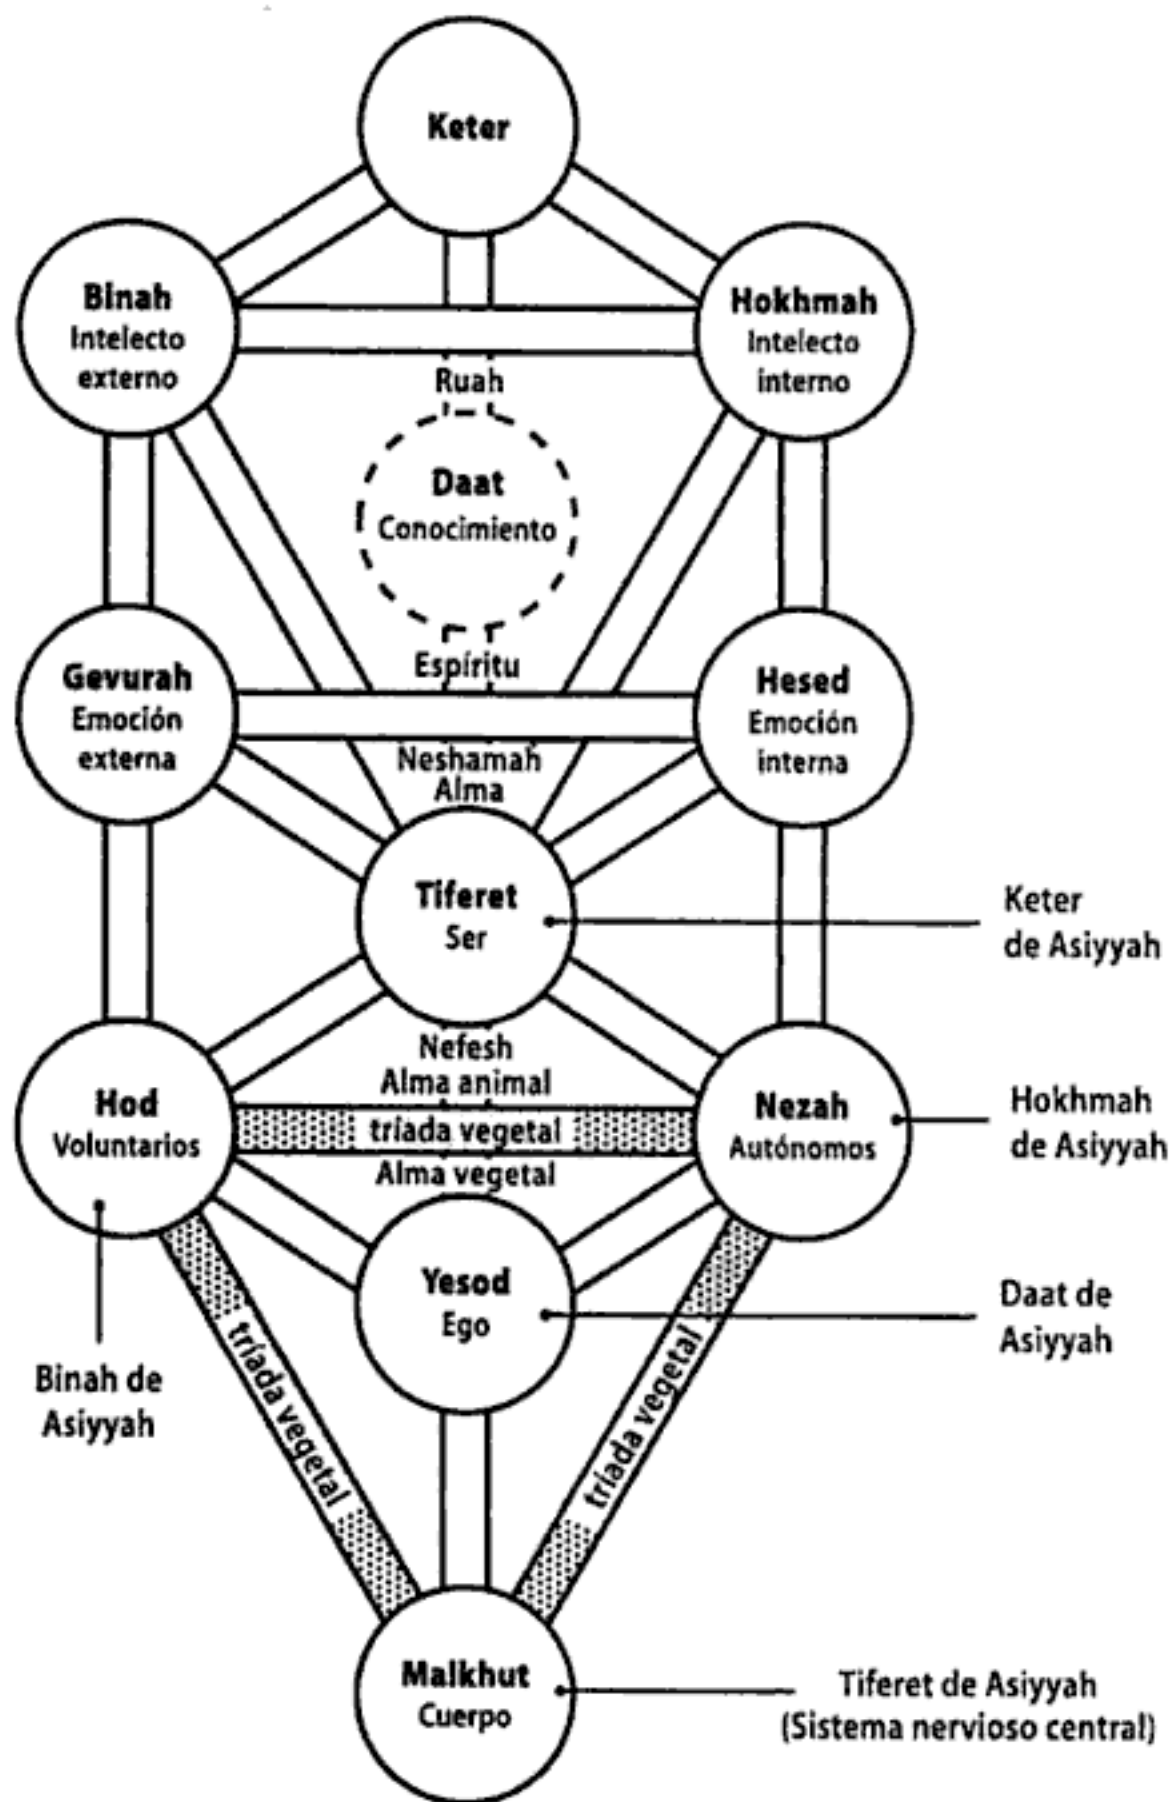 Keter
Binah
Intelecto
externo
Hokhmah
Intelecto
interno
Ruah
Daat
Conocimiento
Espíritu
Gevurah
Emoción
externa
Hesed
Emoción
interna
Neshamah
Alma
Tiferet
Ser
Keter
de Asiyyah
Nefesh
Alma animal
Hod
Voluntarios
tríada vegetal
Nezah
Autónomos
Hokhmah
de Asiyyah
Alma vegetal
Yesod
Ego
Daat de
Asiyyah
Binah de
Asiyyah
tríada vegetal
tríada vegetal
Malkhut
Cuerpo
Tiferet de Asiyyah
(Sistema nervioso central)